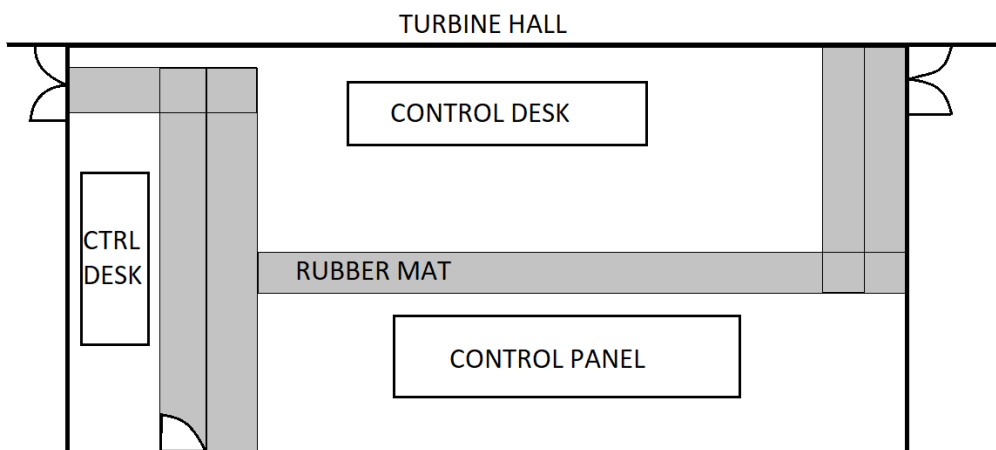 TURBINE HALL
CONTROL DESK
CTRL
DESK
RUBBER MAT
CONTROL PANEL